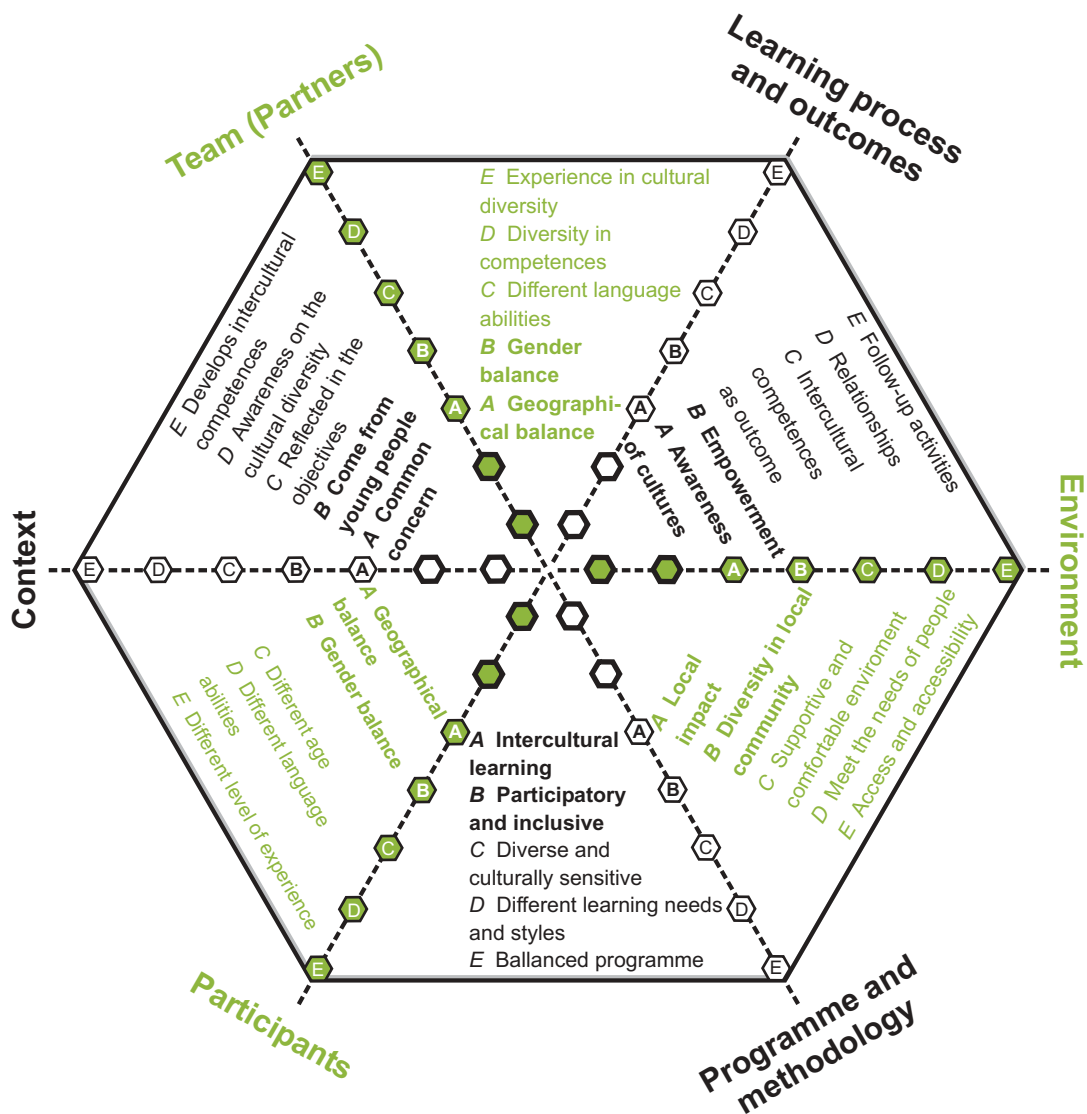 Team (Partners)
Learning process
and outcomes
E
D
C
B
A
E Experience in cultural
diversity
D Diversity in
competences
C Different language
abilities
B Gender
balance
A Geographi-
cal balance
E
D
C
B
A
E Develops intercultural
competences
D Awareness on the
cultural diversity
C Reflected in the
objectives
B Come from
young people
A Common
concern
E Follow-up activities
D Relationships
C Intercultural
competences
as outcome
B Empowerment
A Awareness
of cultures
Context
E
D
C
B
A
A
B
C
D
E
Environment
A Geographical
balance
B Gender balance
C Different age
D Different language
abilities
E Different level of experience
A
B
C
D
E
A Intercultural
learning
B Participatory
and inclusive
C Diverse and
culturally sensitive
D Different learning needs
and styles
E Ballanced programme
A
B
C
D
E
A Local
impact
B Diversity in local
community
C Supportive and
comfortable enviroment
D Meet the needs of people
E Access and accessibility
Participants
Programme and
methodology